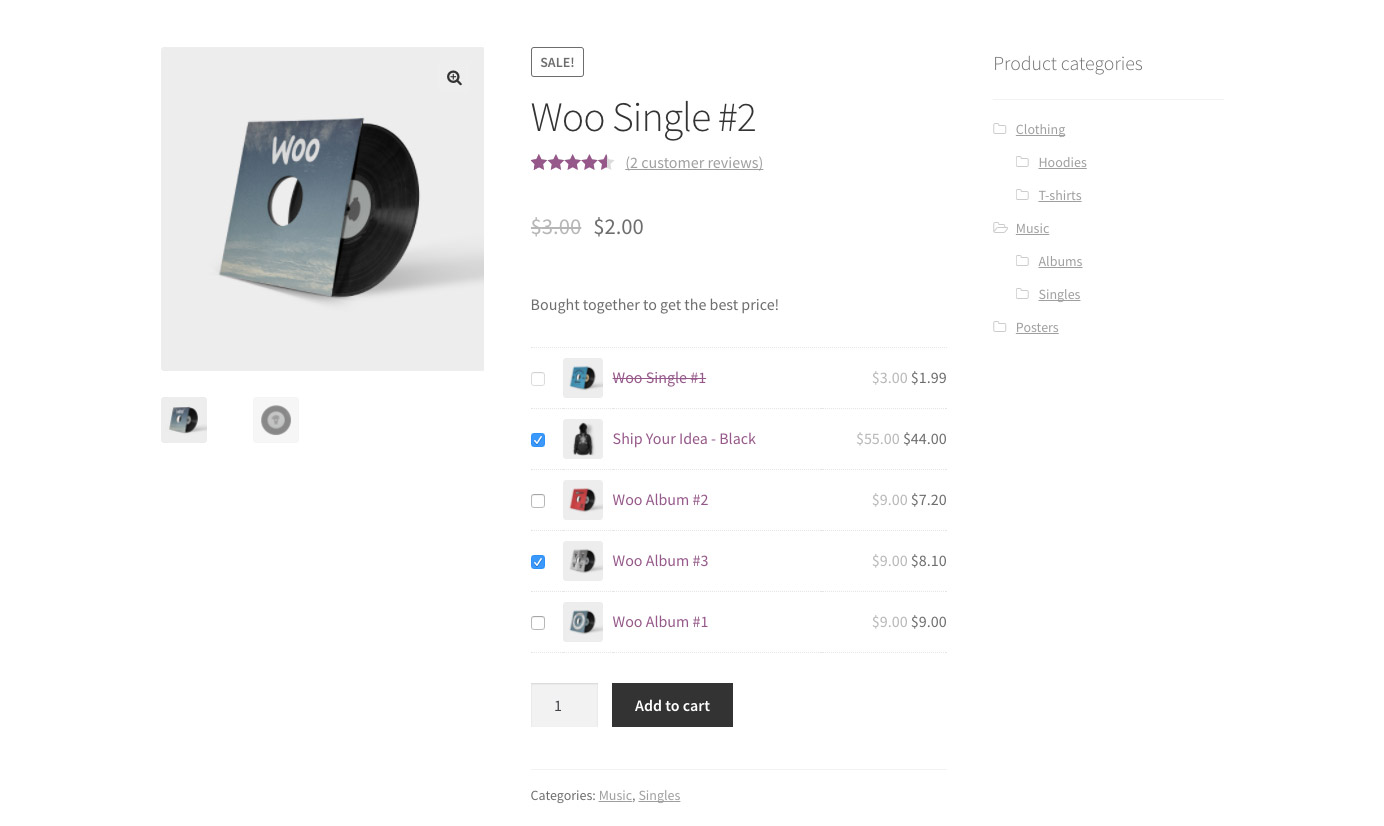 WOO
SALE!
Woo Single #2
(2 customer reviews)
$3.00 $2.00
Bought together to get the best price!
Woo Single #1 $3.00 $1.99
Ship Your Idea - Black $55.00 $44.00
Woo Album #2 $9.00 $7.20
Woo Album #3 $9.00 $8.10
Woo Album #1 $9.00 $9.00
1 Add to cart
Categories: Music, Singles
Product categories
Clothing
Hoodies
T-shirts
Music
Albums
Singles
Posters